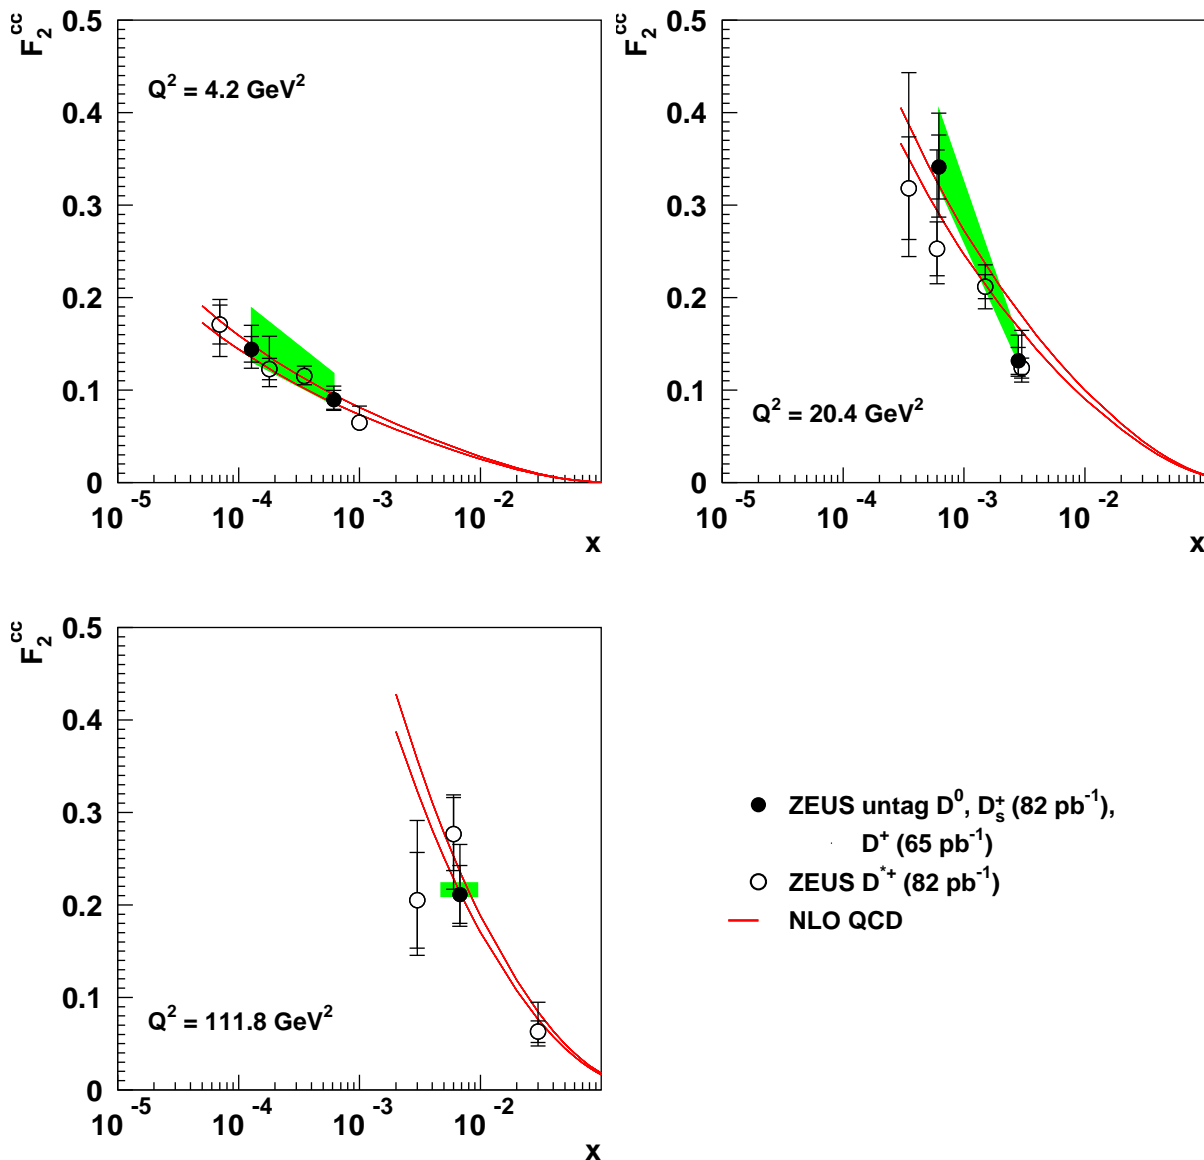 F₂ᶜᶜ
0.5
0.4
0.3
0.2
0.1
0
Q² = 4.2 GeV²
10⁻⁵ 10⁻⁴ 10⁻³ 10⁻²
x
F₂ᶜᶜ
0.5
0.4
0.3
0.2
0.1
0
Q² = 20.4 GeV²
10⁻⁵ 10⁻⁴ 10⁻³ 10⁻²
x
F₂ᶜᶜ
0.5
0.4
0.3
0.2
0.1
0
Q² = 111.8 GeV²
10⁻⁵ 10⁻⁴ 10⁻³ 10⁻²
x
ZEUS untag D⁰, Dₛ⁺ (82 pb⁻¹),
D⁺ (65 pb⁻¹)
ZEUS D*⁺ (82 pb⁻¹)
NLO QCD